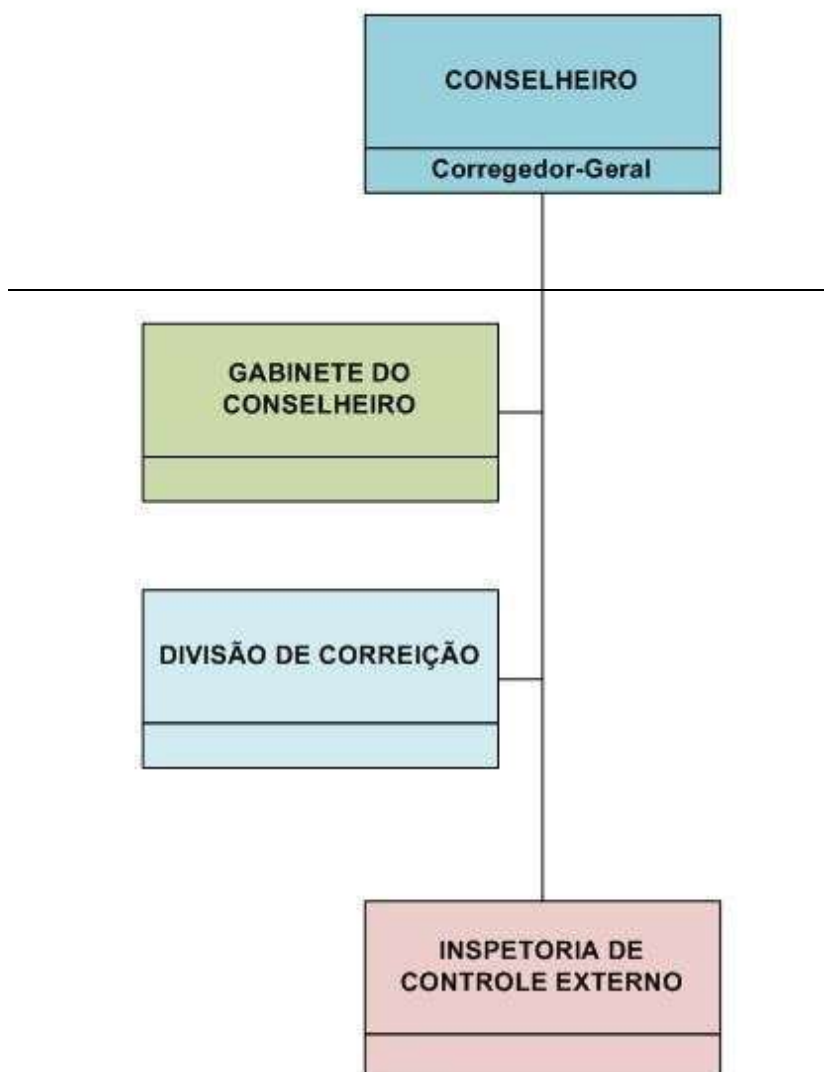 CONSELHEIRO
Corregedor-Geral
GABINETE DO
CONSELHEIRO
DIVISÃO DE CORREIÇÃO
INSPETORIA DE
CONTROLE EXTERNO